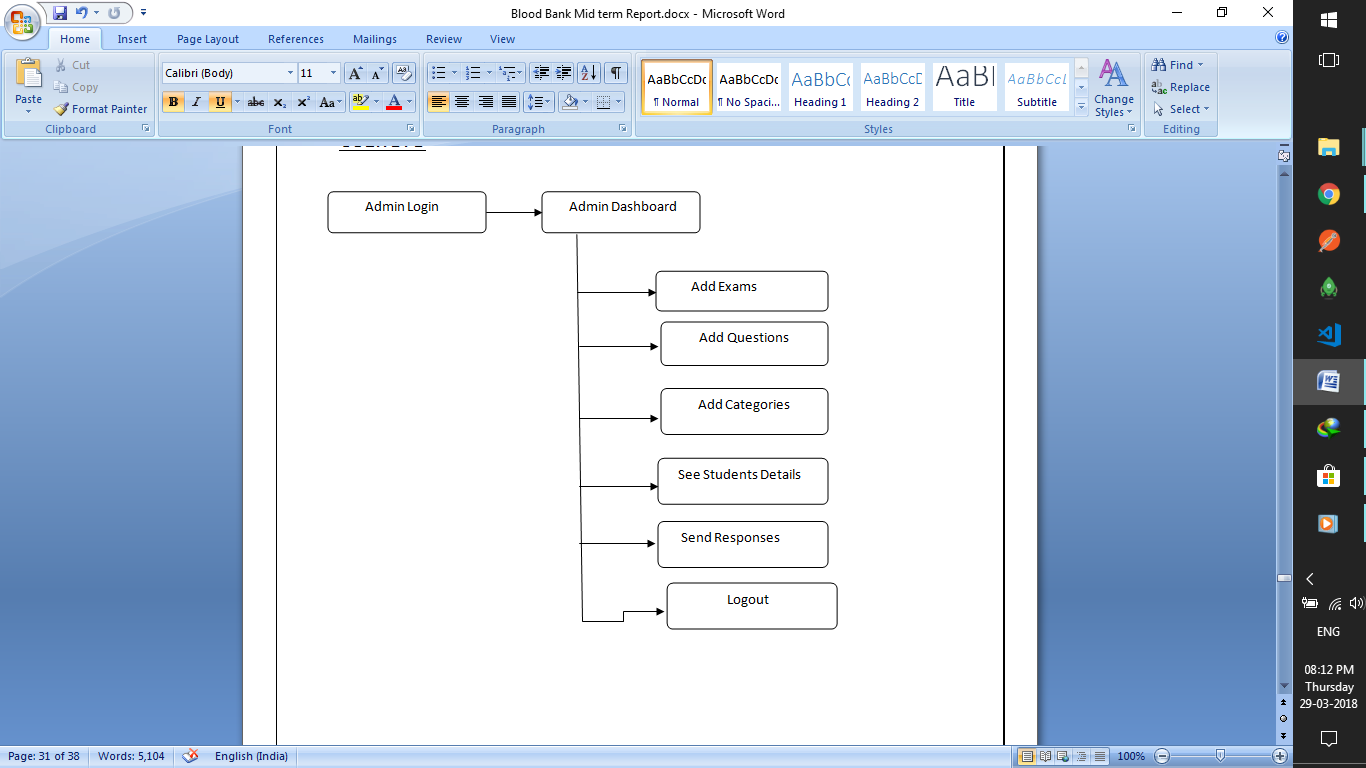 Blood Bank Mid term Report.docx - Microsoft Word
Home Insert Page Layout References Mailings Review View
Paste
Cut
Copy
Format Painter
Clipboard
Calibri (Body) 11
B I U abc x₂ x² Aa
Font
Paragraph
AaBbCcDc AaBbCcDc AaBbCc AaBbCcD AaBl AaBbCcL
¶ Normal ¶ No Spaci... Heading 1 Heading 2 Title Subtitle
Change Styles
Styles
Find
Replace
Select
Editing
Admin Login
Admin Dashboard
Add Exams
Add Questions
Add Categories
See Students Details
Send Responses
Logout
ENG
08:12 PM
Thursday
29-03-2018
Page: 31 of 38 Words: 5,104 English (India) 100%